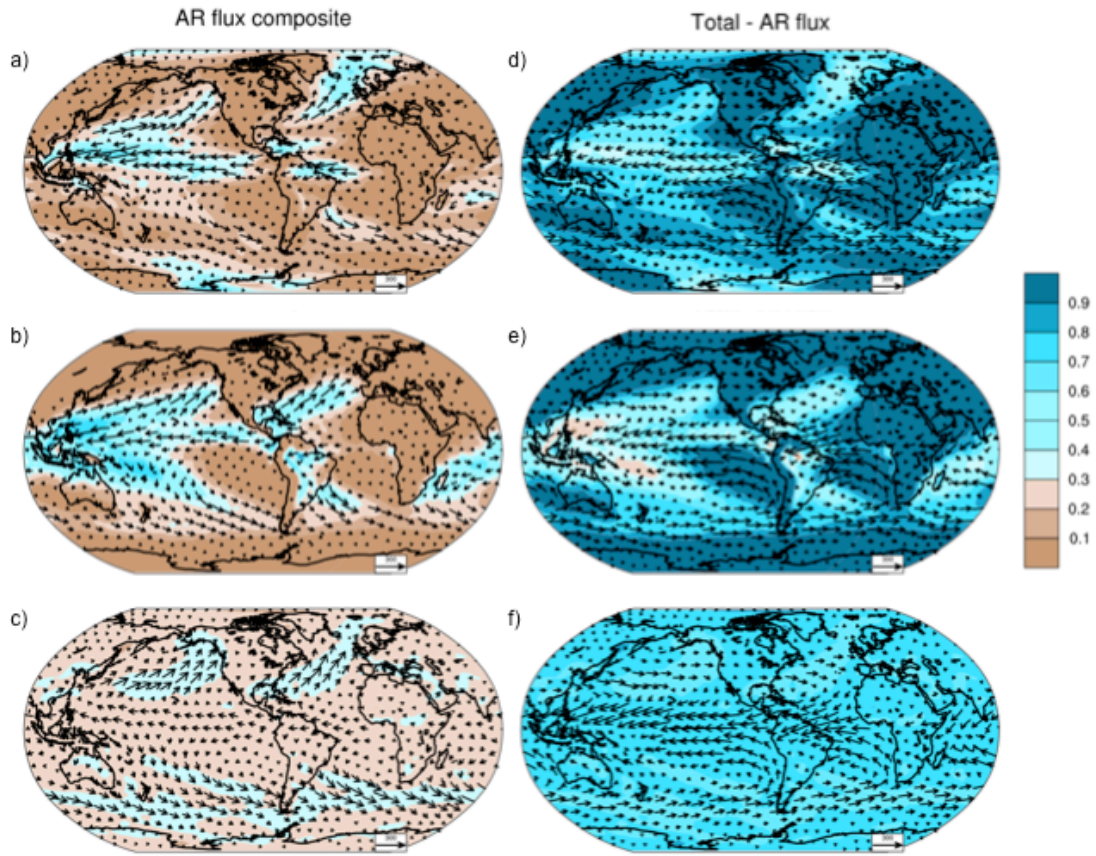 AR flux composite
Total - AR flux
a)
d)
b)
e)
c)
f)
0.9
0.8
0.7
0.6
0.5
0.4
0.3
0.2
0.1